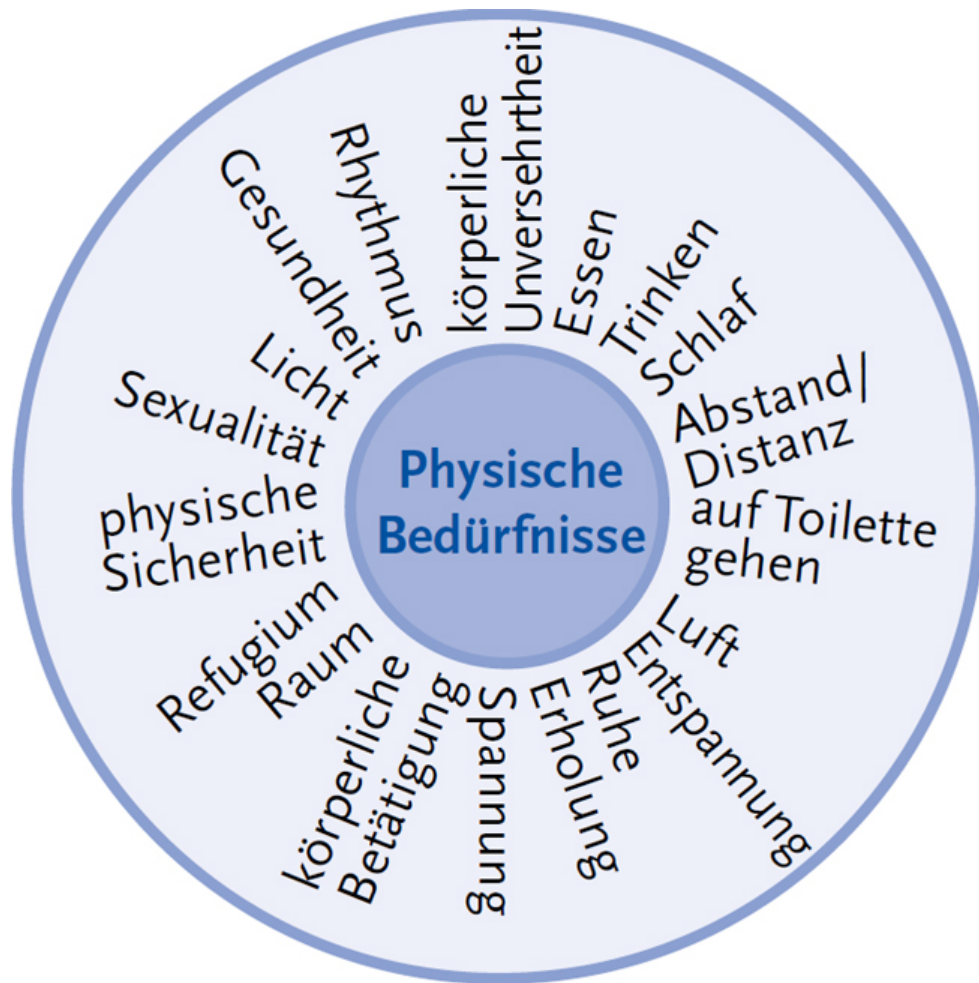 Physische
Bedürfnisse
körperliche
Unversehrtheit
Essen
Trinken
Schlaf
Abstand/
Distanz
auf Toilette
gehen
Luft
Entspannung
Ruhe
Erholung
Spannung
körperliche
Betätigung
Raum
Refugium
physische
Sicherheit
Sexualität
Licht
Gesundheit
Rhythmus